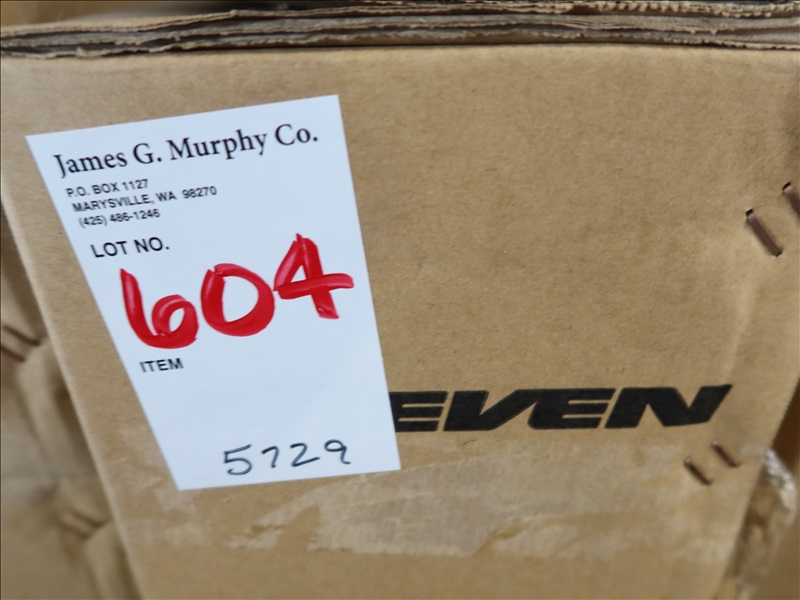 James G. Murphy Co.
P.O. BOX 1127
MARYSVILLE, WA 98270
(425) 486-1246
LOT NO.
604
ITEM
5729
EVEN